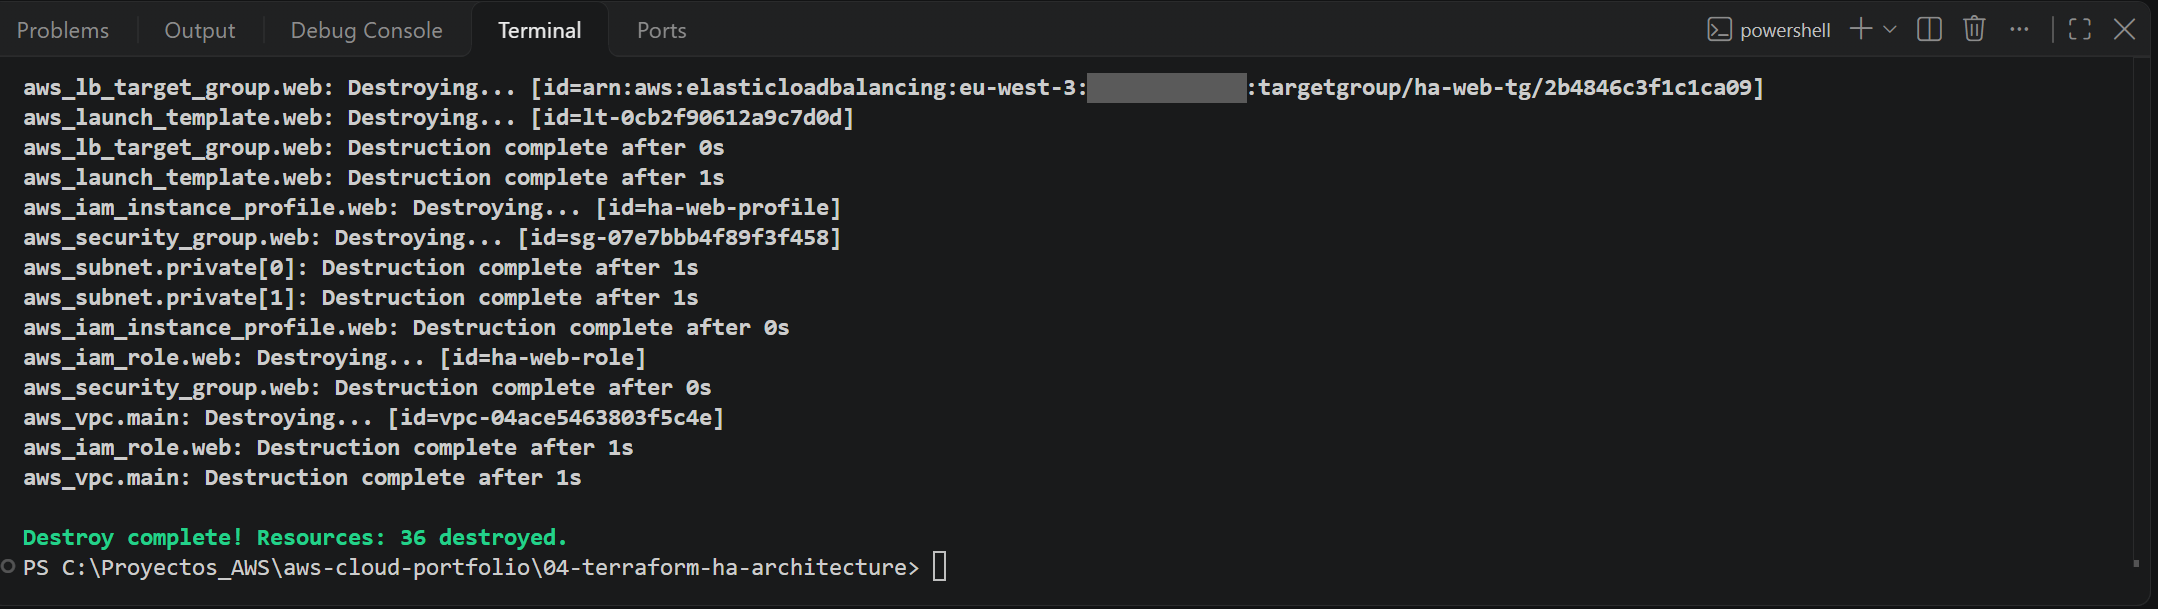 Problems Output Debug Console Terminal Ports powershell
aws_lb_target_group.web: Destroying... [id=arn:aws:elasticloadbalancing:eu-west-3: :targetgroup/ha-web-tg/2b4846c3f1c1ca09]
aws_launch_template.web: Destroying... [id=lt-0cb2f90612a9c7d0d]
aws_lb_target_group.web: Destruction complete after 0s
aws_launch_template.web: Destruction complete after 1s
aws_iam_instance_profile.web: Destroying... [id=ha-web-profile]
aws_security_group.web: Destroying... [id=sg-07e7bbb4f89f3f458]
aws_subnet.private[0]: Destruction complete after 1s
aws_subnet.private[1]: Destruction complete after 1s
aws_iam_instance_profile.web: Destruction complete after 0s
aws_iam_role.web: Destroying... [id=ha-web-role]
aws_security_group.web: Destruction complete after 0s
aws_vpc.main: Destroying... [id=vpc-04ace5463803f5c4e]
aws_iam_role.web: Destruction complete after 1s
aws_vpc.main: Destruction complete after 1s
Destroy complete! Resources: 36 destroyed.
PS C:\Proyectos_AWS\aws-cloud-portfolio\04-terraform-ha-architecture>